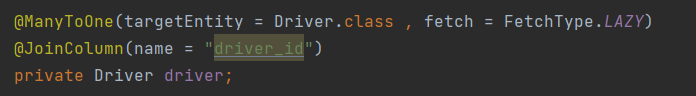 @ManyToOne(targetEntity = Driver.class , fetch = FetchType.LAZY)
@JoinColumn(name = "driver_id")
private Driver driver;